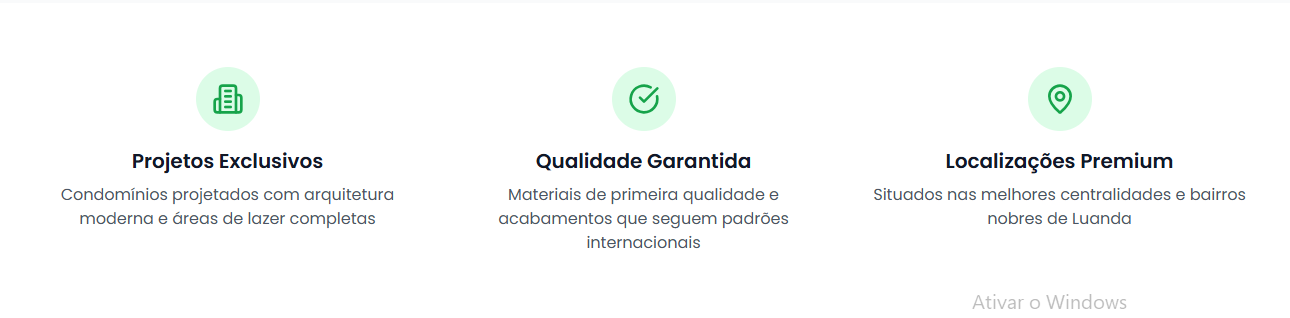 Projetos Exclusivos
Condomínios projetados com arquitetura
moderna e áreas de lazer completas
Qualidade Garantida
Materiais de primeira qualidade e
acabamentos que seguem padrões
internacionais
Localizações Premium
Situados nas melhores centralidades e bairros
nobres de Luanda
Ativar o Windows